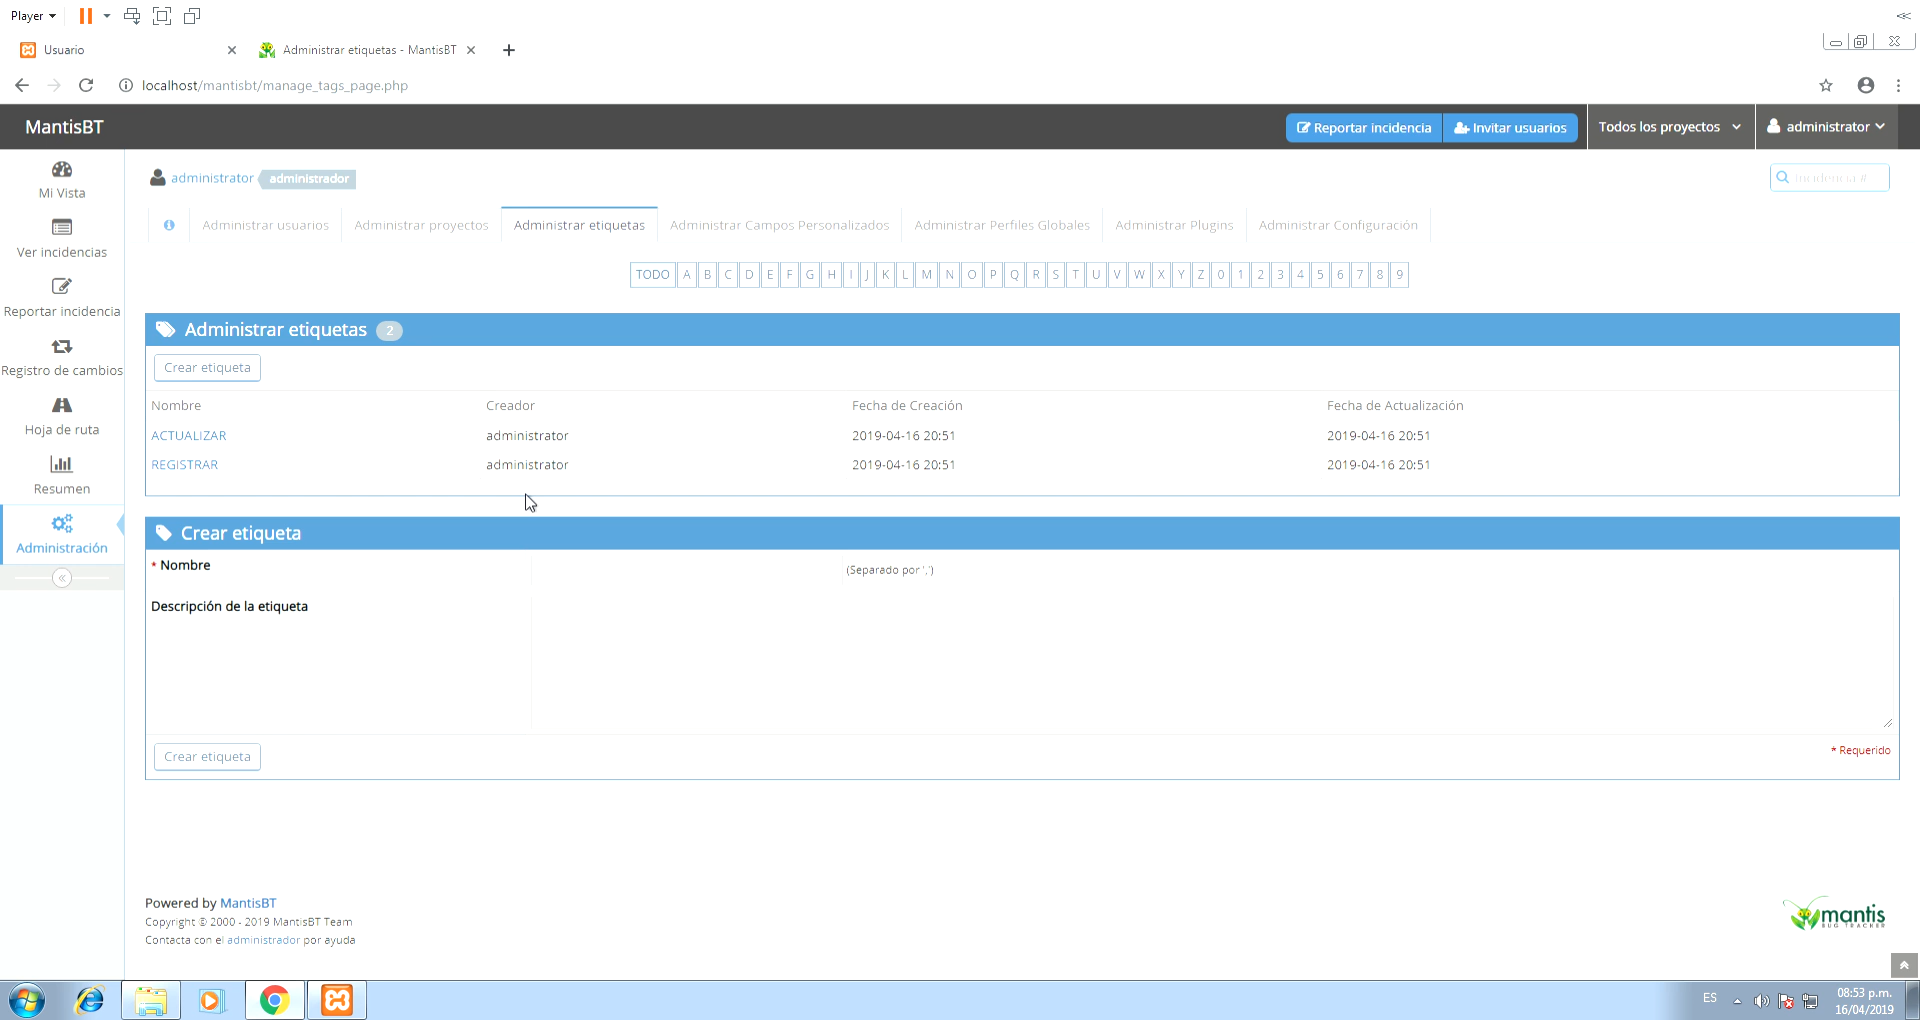 Player
Usuario
Administrar etiquetas - MantisBT
localhost/mantisbt/manage_tags_page.php
MantisBT
Reportar incidencia
Invitar usuarios
Todos los proyectos
administrator
Mi Vista
Ver incidencias
Reportar incidencia
Registro de cambios
Hoja de ruta
Resumen
Administración
administrator administrador
Incidencia #
Administrar usuarios
Administrar proyectos
Administrar etiquetas
Administrar Campos Personalizados
Administrar Perfiles Globales
Administrar Plugins
Administrar Configuración
TODO A B C D E F G H I J K L M N O P Q R S T U V W X Y Z 0 1 2 3 4 5 6 7 8 9
Administrar etiquetas 2
Crear etiqueta
Nombre Creador Fecha de Creación Fecha de Actualización
ACTUALIZAR administrator 2019-04-16 20:51 2019-04-16 20:51
REGISTRAR administrator 2019-04-16 20:51 2019-04-16 20:51
Crear etiqueta
* Nombre (Separado por ',')
Descripción de la etiqueta
Crear etiqueta
* Requerido
Powered by MantisBT
Copyright © 2000 - 2019 MantisBT Team
Contacta con el administrador por ayuda
mantis
BUG TRACKER
ES
08:53 p.m.
16/04/2019